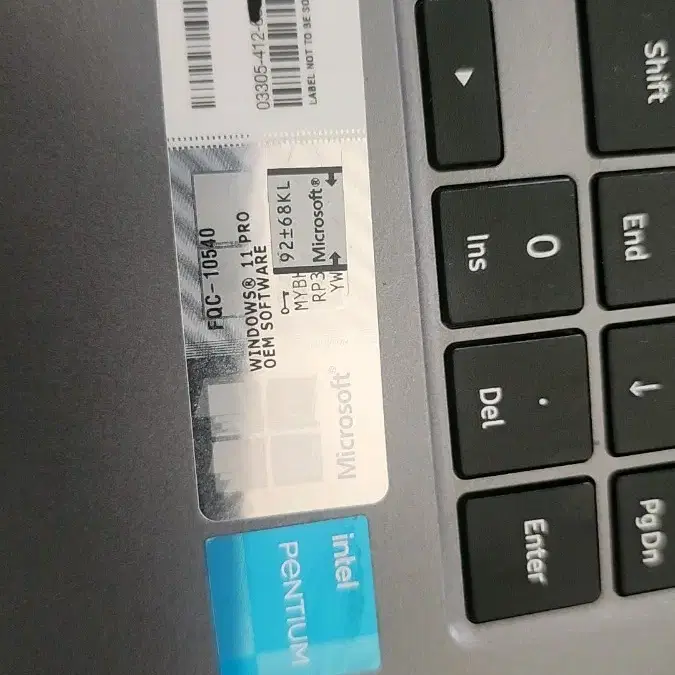 03305-412-
LABEL NOT TO BE SO
FQC-10540
WINDOWS® 11 PRO
OEM SOFTWARE
92±68KL
Microsoft®
MYBH
RP3
YW
Microsoft®
intel
PENTIUM
Shift
0
Ins
End
.
Del
↓
Enter
PgDn